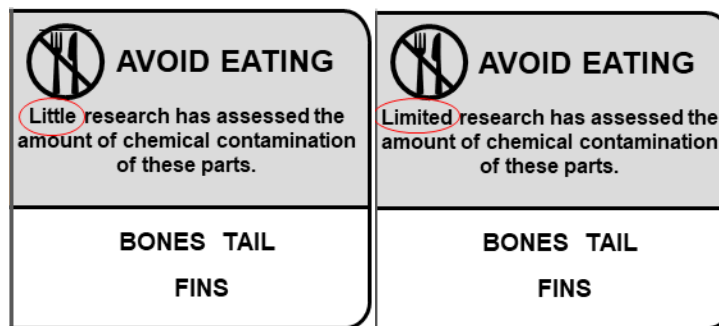 AVOID EATING
Little research has assessed the
amount of chemical contamination
of these parts.
BONES TAIL
FINS
AVOID EATING
Limited research has assessed the
amount of chemical contamination
of these parts.
BONES TAIL
FINS